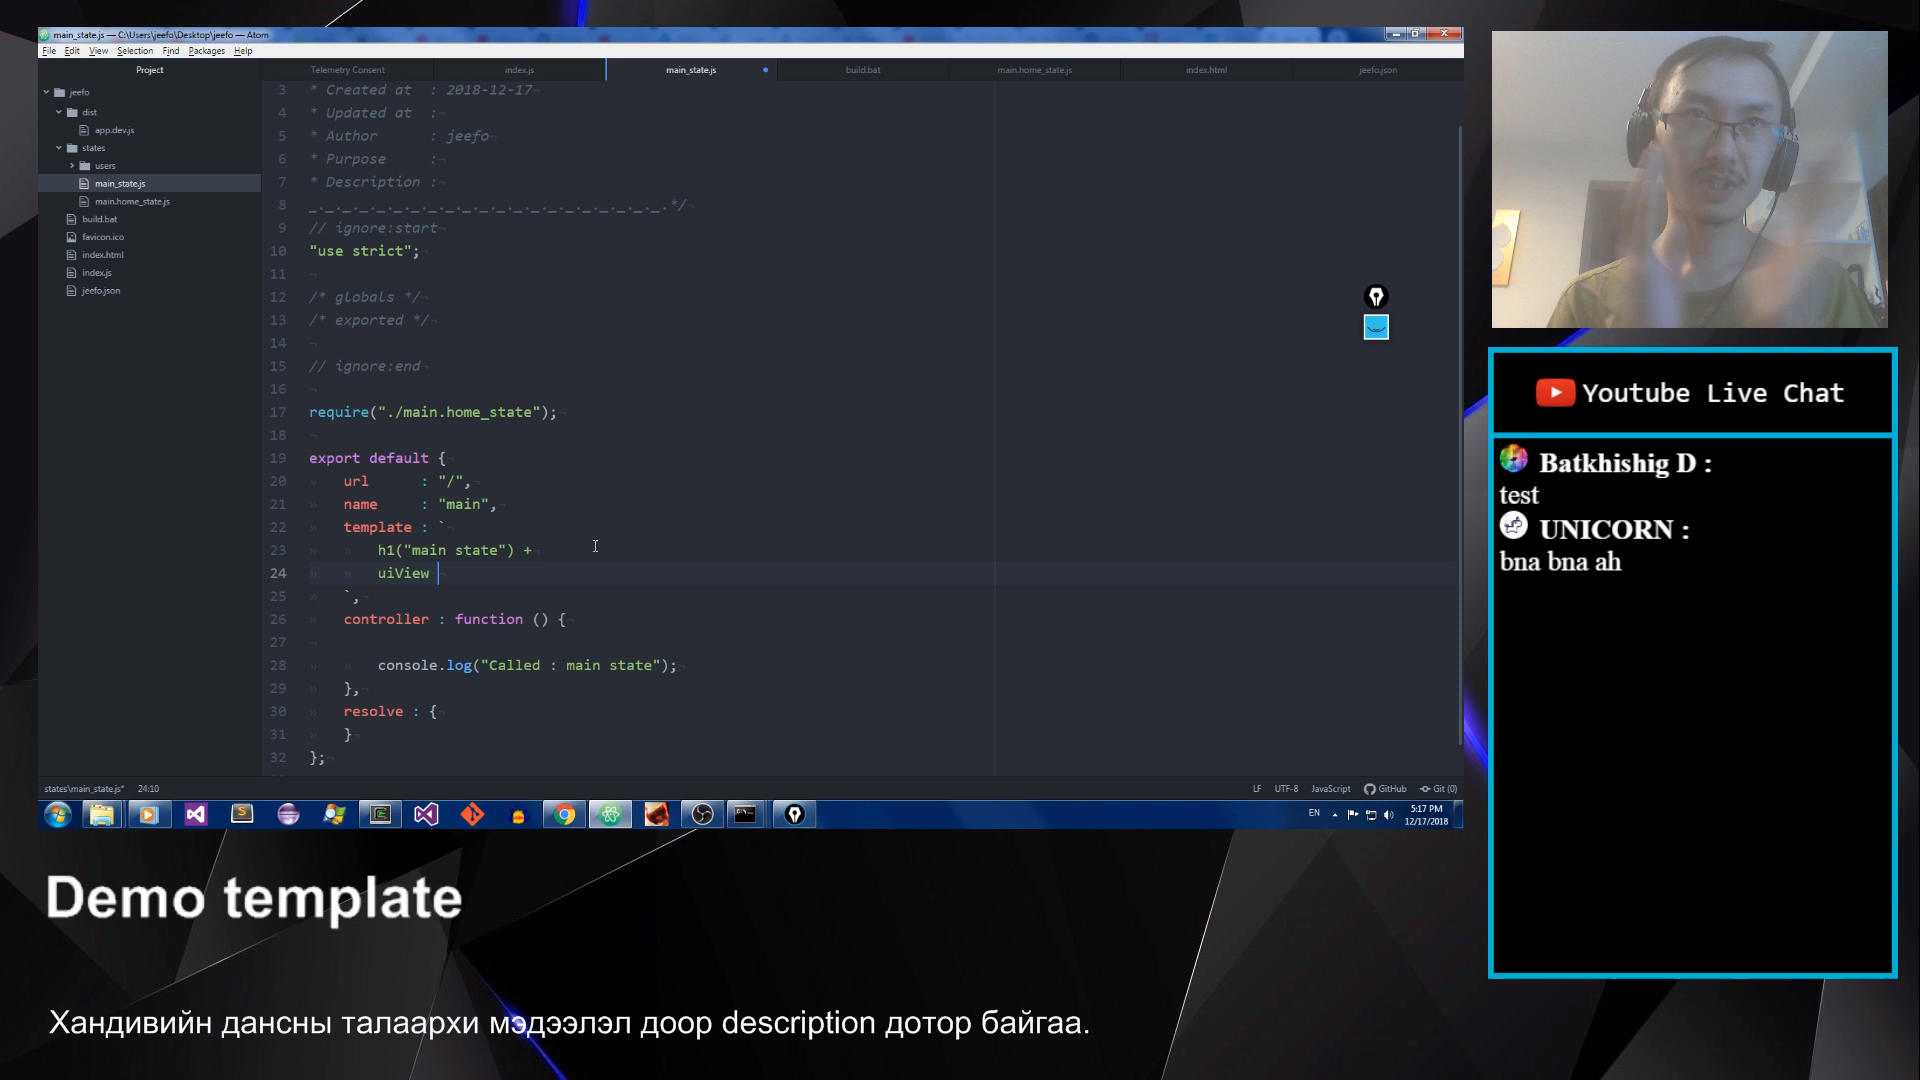 main_state.js — C:\Users\jeefo\Desktop\jeefo — Atom
File Edit View Selection Find Packages Help
Project
Telemetry Consent
index.js
main_state.js
build.bat
main.home_state.js
index.html
jeefo.json
jeefo
dist
app.dev.js
states
users
main_state.js
main.home_state.js
build.bat
favicon.ico
index.html
index.js
jeefo.json
3 * Created at : 2018-12-17
4 * Updated at :
5 * Author : jeefo
6 * Purpose :
7 * Description :
8 _._._._._._._._._._._._._._._._._._._._._.*/
9 // ignore:start
10 "use strict";
11
12 /* globals */
13 /* exported */
14
15 // ignore:end
16
17 require("./main.home_state");
18
19 export default {
20 url : "/",
21 name : "main",
22 template : `
23 h1("main state") +
24 uiView
25 `,
26 controller : function () {
27
28 console.log("Called : main state");
29 },
30 resolve : {
31 }
32 };
states\main_state.js* 24:10
LF UTF-8 JavaScript GitHub Git (0)
EN
5:17 PM
12/17/2018
Youtube Live Chat
Batkhishig D :
test
UNICORN :
bna bna ah
Demo template
Хандивийн дансны талаархи мэдээлэл доор description дотор байгаа.